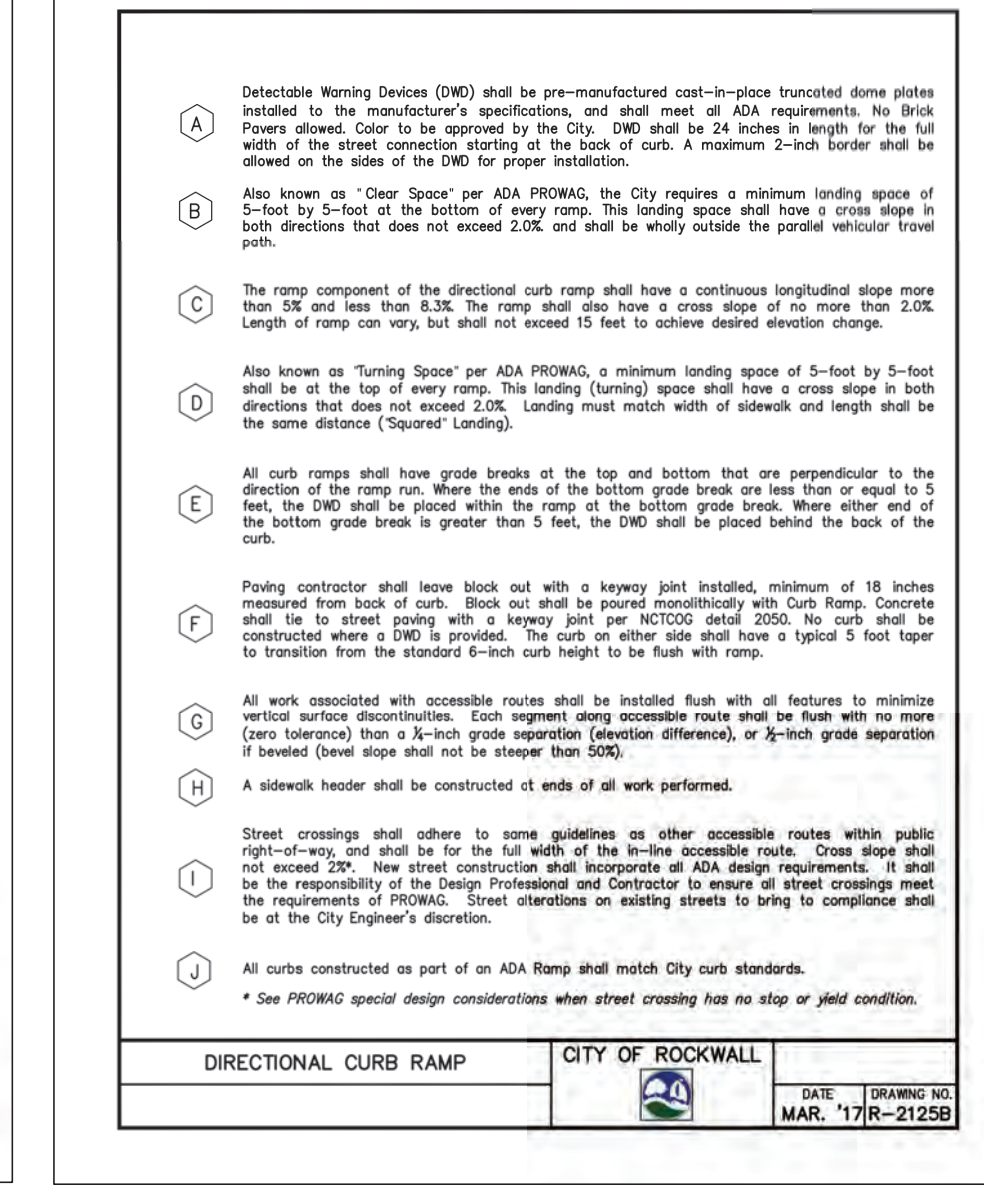 A
Detectable Warning Devices (DWD) shall be pre-manufactured cast-in-place truncated dome plates
installed to the manufacturer's specifications, and shall meet all ADA requirements. No Brick
Pavers allowed. Color to be approved by the City. DWD shall be 24 inches in length for the full
width of the street connection starting at the back of curb. A maximum 2-inch border shall be
allowed on the sides of the DWD for proper installation.
B
Also known as "Clear Space" per ADA PROWAG, the City requires a minimum landing space of
5-foot by 5-foot at the bottom of every ramp. This landing space shall have a cross slope in
both directions that does not exceed 2.0%. and shall be wholly outside the parallel vehicular travel
path.
C
The ramp component of the directional curb ramp shall have a continuous longitudinal slope more
than 5% and less than 8.3%. The ramp shall also have a cross slope of no more than 2.0%.
Length of ramp can vary, but shall not exceed 15 feet to achieve desired elevation change.
D
Also known as "Turning Space" per ADA PROWAG, a minimum landing space of 5-foot by 5-foot
shall be at the top of every ramp. This landing (turning) space shall have a cross slope in both
directions that does not exceed 2.0%. Landing must match width of sidewalk and length shall be
the same distance ("Squared" Landing).
E
All curb ramps shall have grade breaks at the top and bottom that are perpendicular to the
direction of the ramp run. Where the ends of the bottom grade break are less than or equal to 5
feet, the DWD shall be placed within the ramp at the bottom grade break. Where either end of
the bottom grade break is greater than 5 feet, the DWD shall be placed behind the back of the
curb.
F
Paving contractor shall leave block out with a keyway joint installed, minimum of 18 inches
measured from back of curb. Block out shall be poured monolithically with Curb Ramp. Concrete
shall tie to street paving with a keyway joint per NCTCOG detail 2050. No curb shall be
constructed where a DWD is provided. The curb on either side shall have a typical 5 foot taper
to transition from the standard 6-inch curb height to be flush with ramp.
G
All work associated with accessible routes shall be installed flush with all features to minimize
vertical surface discontinuities. Each segment along accessible route shall be flush with no more
(zero tolerance) than a ¼-inch grade separation (elevation difference), or ½-inch grade separation
if beveled (bevel slope shall not be steeper than 50%).
H
A sidewalk header shall be constructed at ends of all work performed.
I
Street crossings shall adhere to same guidelines as other accessible routes within public
right-of-way, and shall be for the full width of the in-line accessible route. Cross slope shall
not exceed 2%*. New street construction shall incorporate all ADA design requirements. It shall
be the responsibility of the Design Professional and Contractor to ensure all street crossings meet
the requirements of PROWAG. Street alterations on existing streets to bring to compliance shall
be at the City Engineer's discretion.
J
All curbs constructed as part of an ADA Ramp shall match City curb standards.
* See PROWAG special design considerations when street crossing has no stop or yield condition.
DIRECTIONAL CURB RAMP
CITY OF ROCKWALL
DATE
MAR. '17
DRAWING NO.
R-2125B